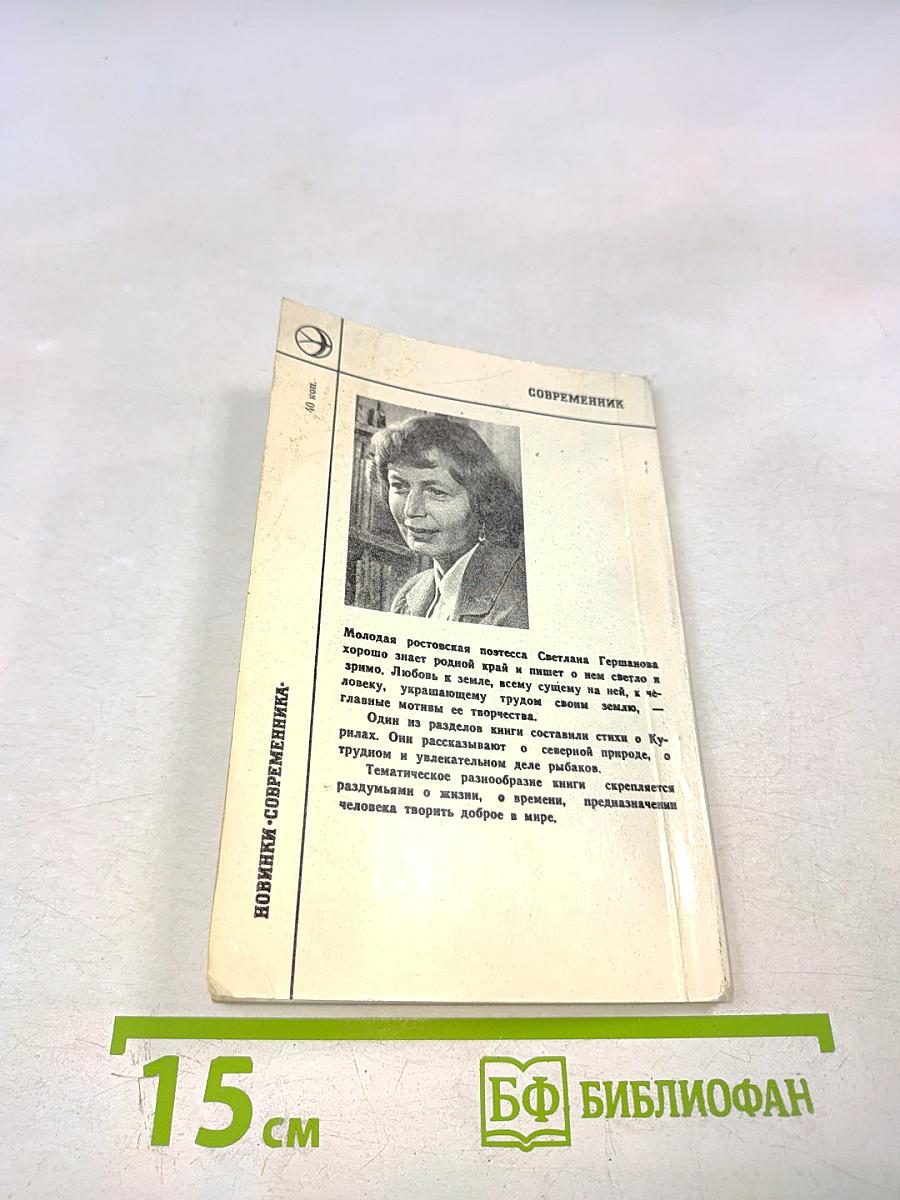 СОВРЕМЕННИК
40 коп.
Молодая ростовская поэтесса Светлана Гершанова
хорошо знает родной край и пишет о нем светло и
зримо. Любовь к земле, всему сущему на ней, к че-
ловеку, украшающему трудом своим землю, —
главные мотивы ее творчества.
Один из разделов книги составили стихи о Ку-
рилах. Они рассказывают о северной природе, о
трудном и увлекательном деле рыбаков.
Тематическое разнообразие книги скрепляется
раздумьями о жизни, о времени, предназначении
человека творить доброе в мире.
НОВИНКИ «СОВРЕМЕННИКА»
15 см
БФ БИБЛИОФАН